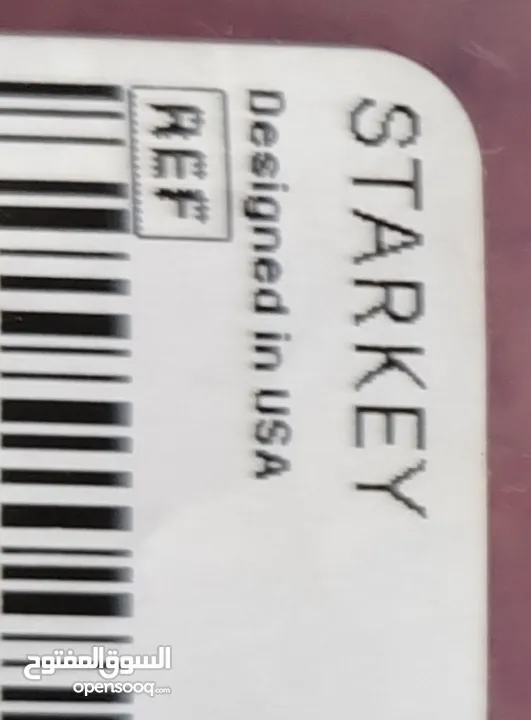 STARKEY
Designed in USA
REF
السوق المفتوح
opensooq.com